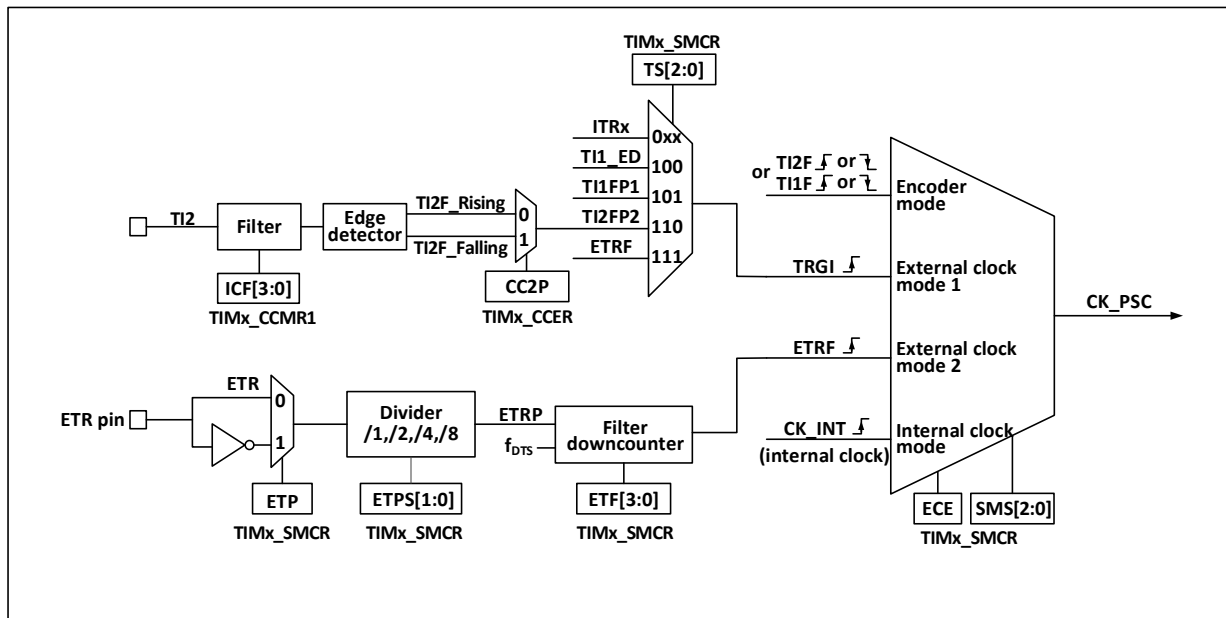 TIMx_SMCR
TS[2:0]
ITRx
0xx
TI1_ED
100
TI1FP1
101
TI2FP2
110
ETRF
111
TI2
Filter
ICF[3:0]
TIMx_CCMR1
Edge
detector
TI2F_Rising
TI2F_Falling
0
1
CC2P
TIMx_CCER
or TI2F or
TI1F or
Encoder
mode
TRGI
External clock
mode 1
CK_PSC
ETRF
External clock
mode 2
CK_INT
(internal clock)
Internal clock
mode
ECE
SMS[2:0]
TIMx_SMCR
ETR pin
ETR
0
1
ETP
TIMx_SMCR
Divider
/1,/2,/4,/8
ETPS[1:0]
TIMx_SMCR
ETRP
fDTS
Filter
downcounter
ETF[3:0]
TIMx_SMCR